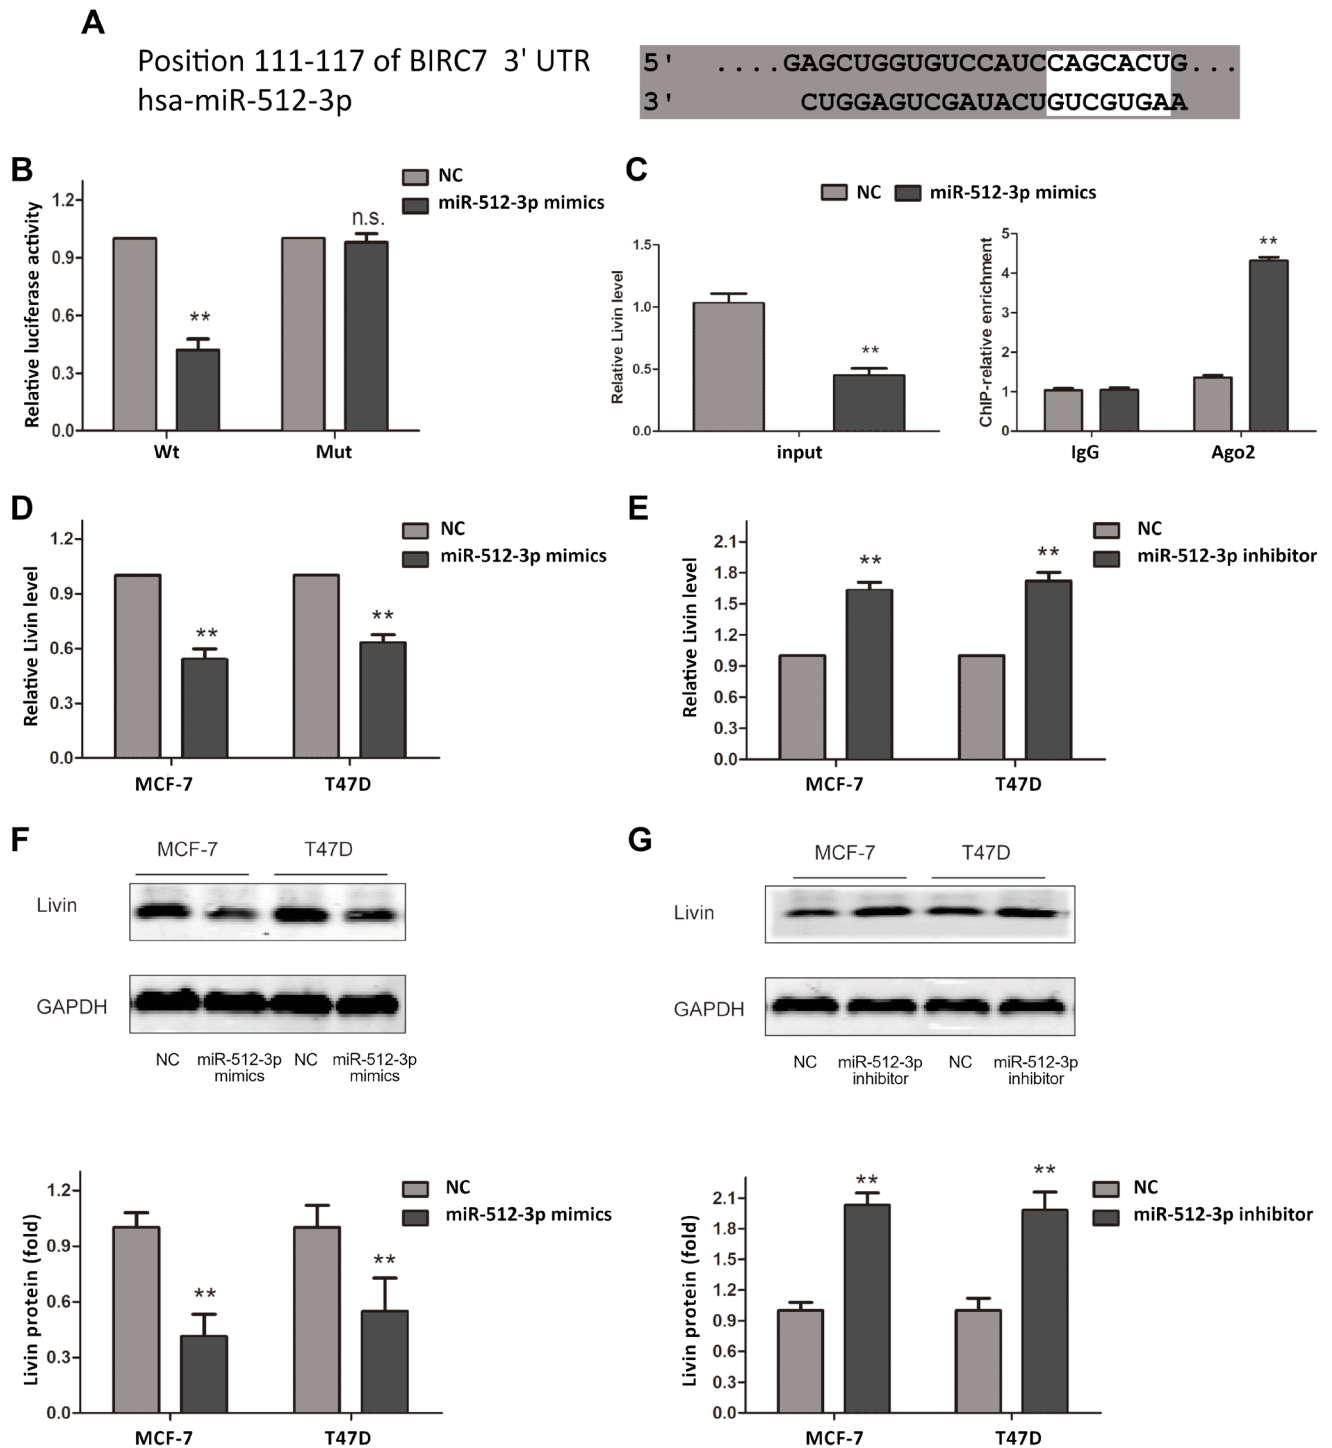 A
Position 111-117 of BIRC7 3' UTR
5' ....GAGCUGGUGUCCAUCCAGCACUG...
hsa-miR-512-3p
3' CUGGAGUCGAUACUGUCGUGAA
B
NC
miR-512-3p mimics
Relative luciferase activity
1.2
0.9
0.6
0.3
0.0
**
n.s.
Wt
Mut
C
NC
miR-512-3p mimics
Relative Livin level
1.5
1.0
0.5
0.0
**
input
ChIP-relative enrichment
5
4
3
2
1
0
**
IgG
Ago2
D
NC
miR-512-3p mimics
Relative Livin level
1.2
0.9
0.6
0.3
0.0
**
**
MCF-7
T47D
E
NC
miR-512-3p inhibitor
Relative Livin level
2.1
1.8
1.5
1.2
0.9
0.6
0.3
0.0
**
**
MCF-7
T47D
F
MCF-7
T47D
Livin
GAPDH
NC
miR-512-3p
mimics
NC
miR-512-3p
mimics
NC
miR-512-3p mimics
Livin protein (fold)
1.2
0.9
0.6
0.3
0.0
**
**
MCF-7
T47D
G
MCF-7
T47D
Livin
GAPDH
NC
miR-512-3p
inhibitor
NC
miR-512-3p
inhibitor
NC
miR-512-3p inhibitor
Livin protein (fold)
2.1
1.8
1.5
1.2
0.9
0.6
0.3
0.0
**
**
MCF-7
T47D